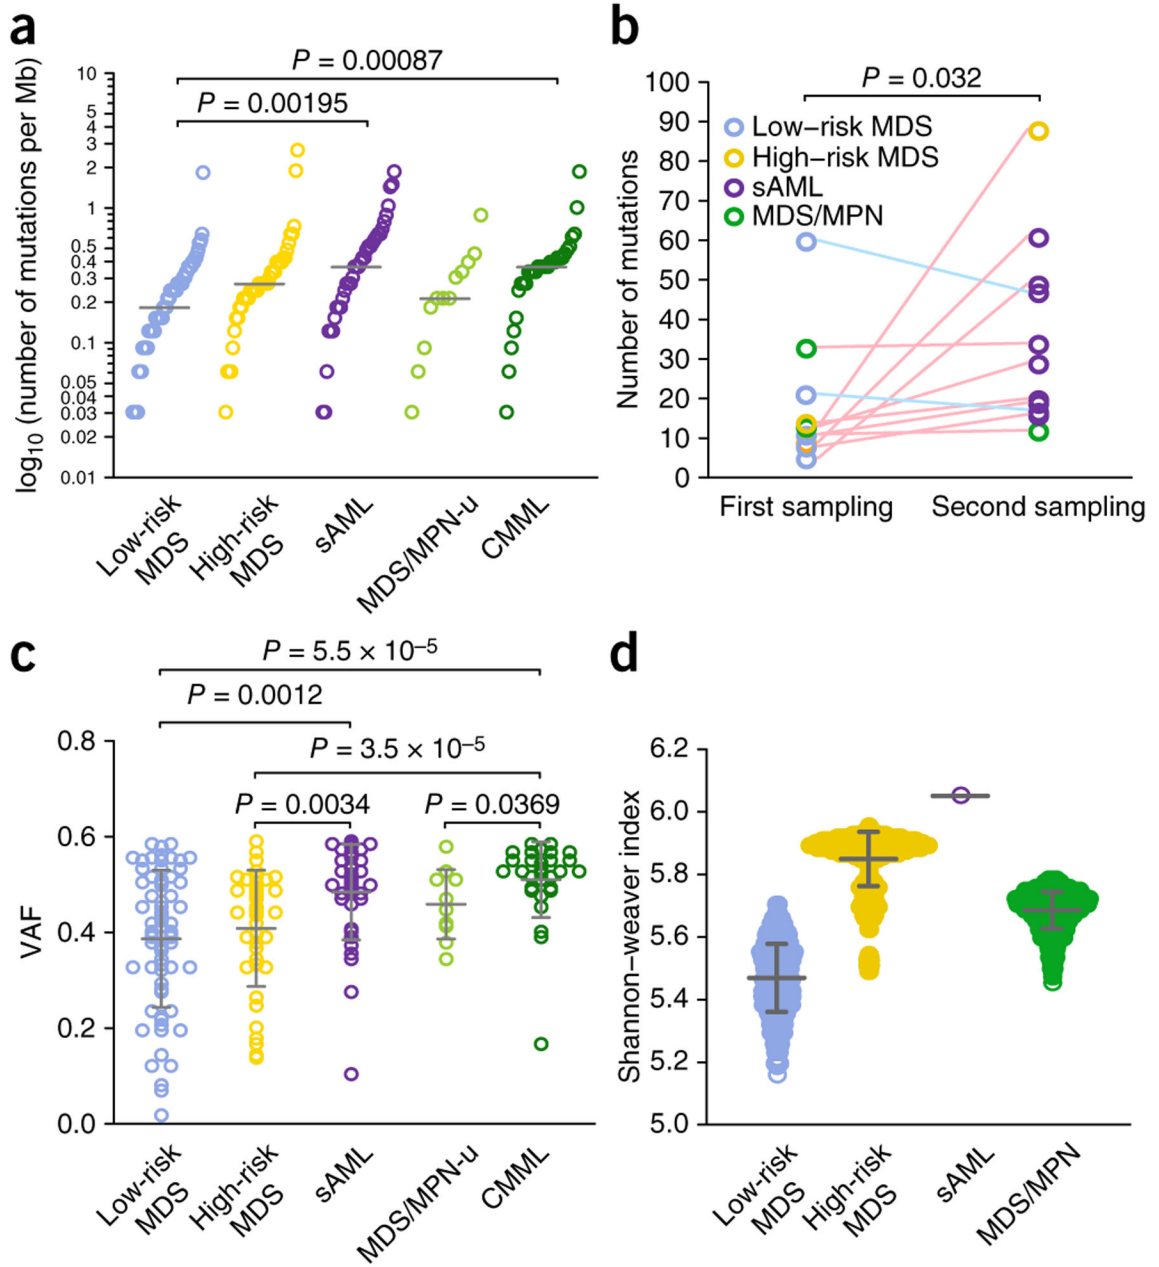 a
P = 0.00087
P = 0.00195
log10 (number of mutations per Mb)
10
5
4
3
2
1
0.5
0.4
0.3
0.2
0.1
0.05
0.04
0.03
0.02
0.01
Low-risk
MDS
High-risk
MDS
sAML
MDS/MPN-u
CMML
b
P = 0.032
Number of mutations
100
90
80
70
60
50
40
30
20
10
0
Low–risk MDS
High–risk MDS
sAML
MDS/MPN
First sampling
Second sampling
c
P = 5.5 × 10–5
P = 0.0012
P = 3.5 × 10–5
P = 0.0034
P = 0.0369
VAF
0.8
0.6
0.4
0.2
0.0
Low-risk
MDS
High-risk
MDS
sAML
MDS/MPN-u
CMML
d
Shannon–weaver index
6.2
6.0
5.8
5.6
5.4
5.2
5.0
Low-risk
MDS
High-risk
MDS
sAML
MDS/MPN